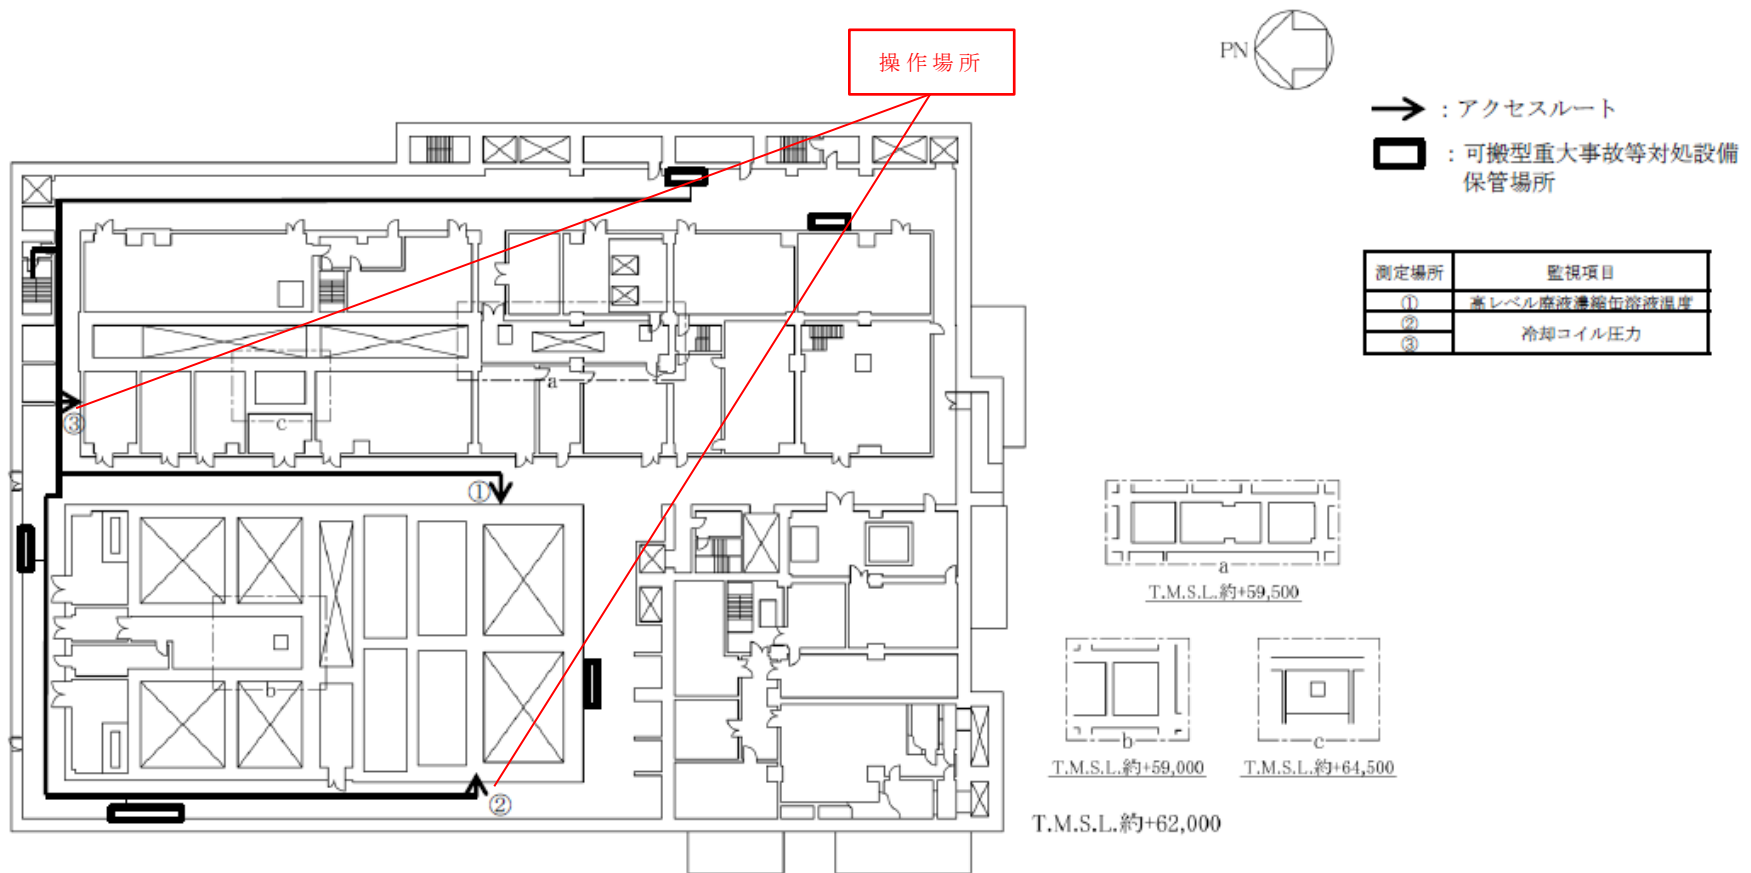 操作場所
PN
：アクセスルート
：可搬型重大事故等対処設備
保管場所
測定場所 監視項目
① 高レベル廃液濃縮缶溶液温度
② 冷却コイル圧力
③
a
③
c
①
a
T.M.S.L.約+59,500
b
b
c
T.M.S.L.約+59,000 T.M.S.L.約+64,500
②
T.M.S.L.約+62,000